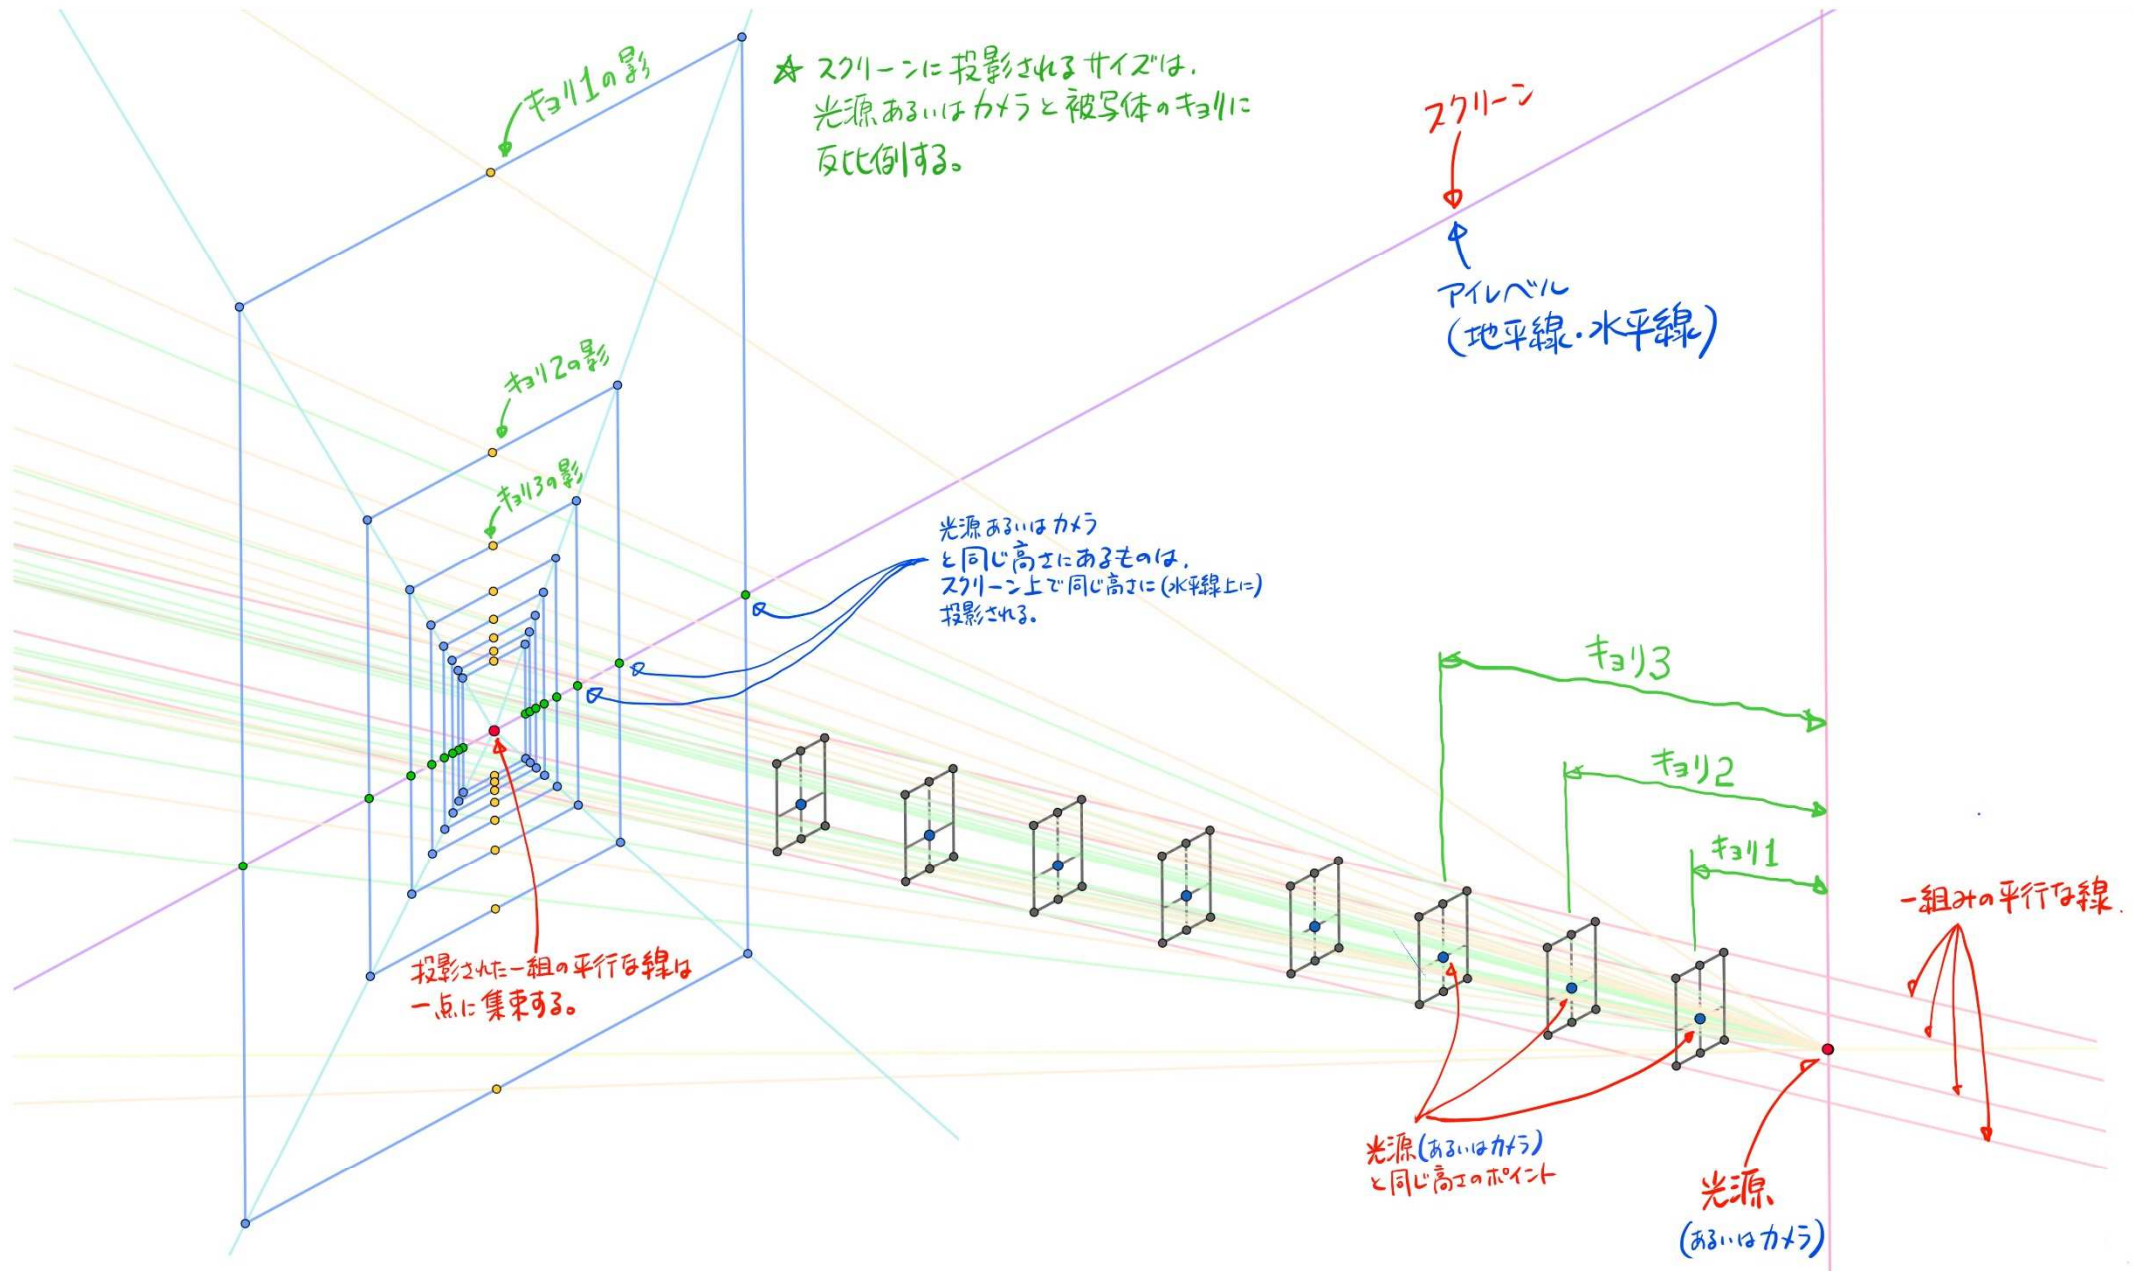 キョリ1の影
☆ スクリーンに投影されるサイズは、
光源あるいはカメラと被写体のキョリに
反比例する。
スクリーン
アイレベル
(地平線・水平線)
キョリ2の影
キョリ3の影
光源あるいはカメラ
と同じ高さにあるものは、
スクリーン上で同じ高さに(水平線上に)
投影される。
キョリ3
キョリ2
キョリ1
一組みの平行な線.
投影された一組の平行な線は
一点に集束する。
光源(あるいはカメラ)
と同じ高さのポイント
光源
(あるいはカメラ)